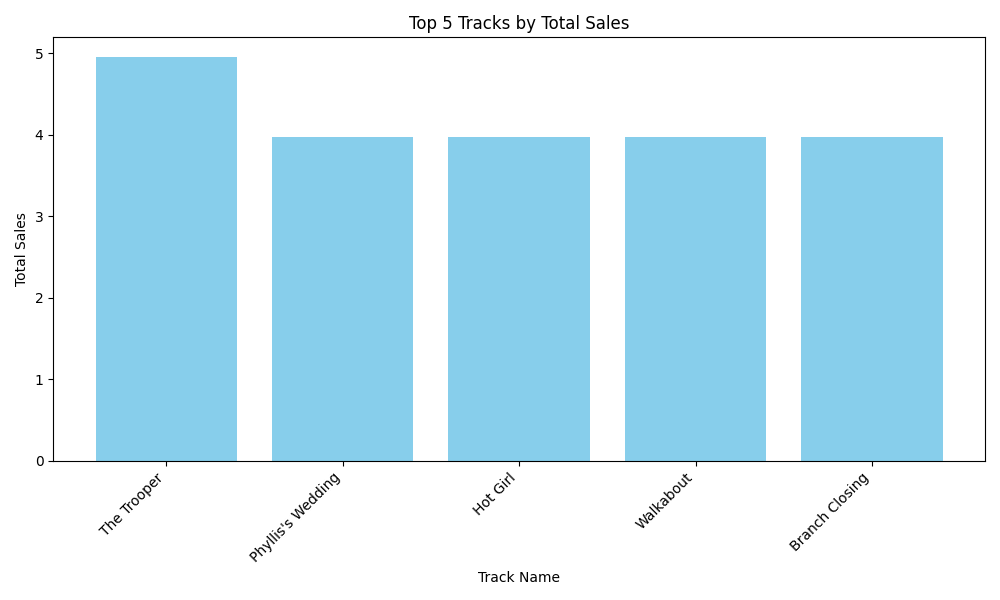 Top 5 Tracks by Total Sales
5
4
3
2
1
0
Total Sales
The Trooper
Phyllis's Wedding
Hot Girl
Walkabout
Branch Closing
Track Name